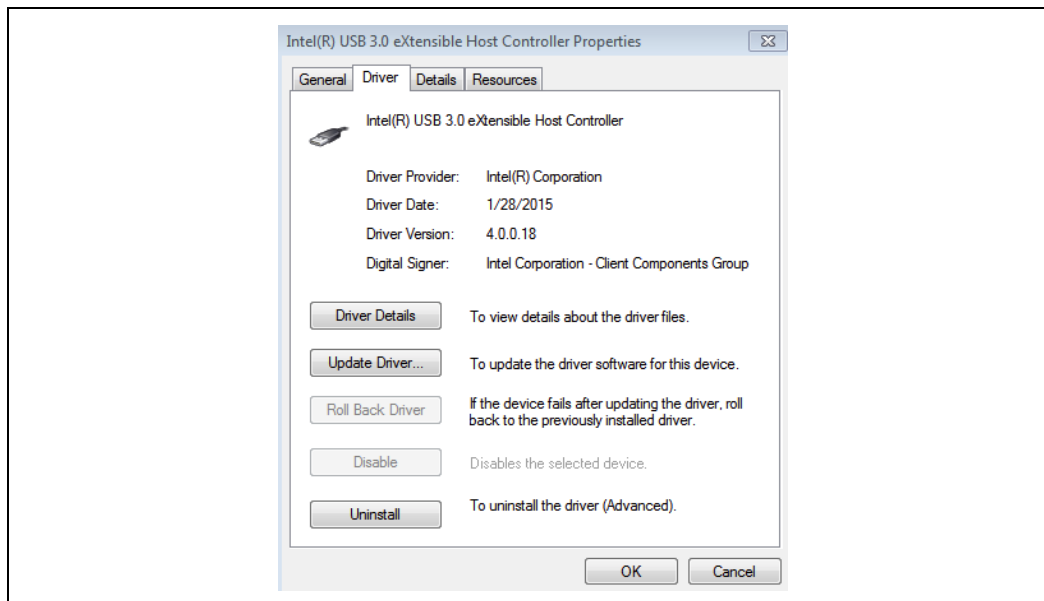 Intel(R) USB 3.0 eXtensible Host Controller Properties
General Driver Details Resources
Intel(R) USB 3.0 eXtensible Host Controller
Driver Provider: Intel(R) Corporation
Driver Date: 1/28/2015
Driver Version: 4.0.0.18
Digital Signer: Intel Corporation - Client Components Group
Driver Details To view details about the driver files.
Update Driver... To update the driver software for this device.
Roll Back Driver If the device fails after updating the driver, roll
back to the previously installed driver.
Disable Disables the selected device.
Uninstall To uninstall the driver (Advanced).
OK Cancel